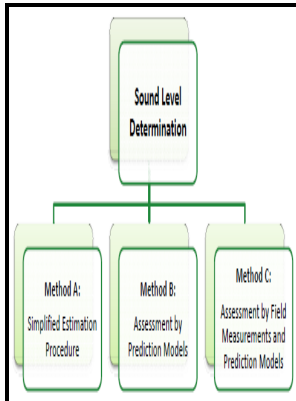 Sound Level
Determination
Method A:
Simplified Estimation
Procedure
Method B:
Assessment by
Prediction Models
Method C:
Assessment by Field
Measurements and
Prediction Models